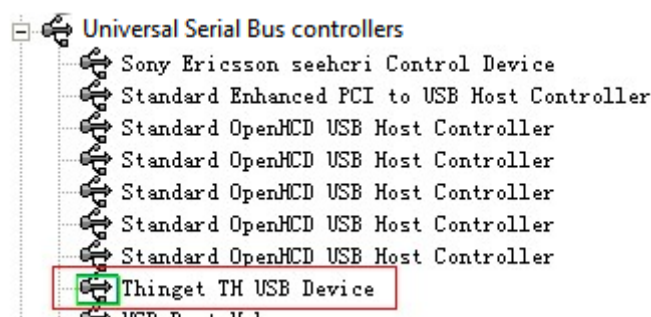 Universal Serial Bus controllers
Sony Ericsson seehcri Control Device
Standard Enhanced PCI to USB Host Controller
Standard OpenHCD USB Host Controller
Standard OpenHCD USB Host Controller
Standard OpenHCD USB Host Controller
Standard OpenHCD USB Host Controller
Standard OpenHCD USB Host Controller
Thinget TH USB Device